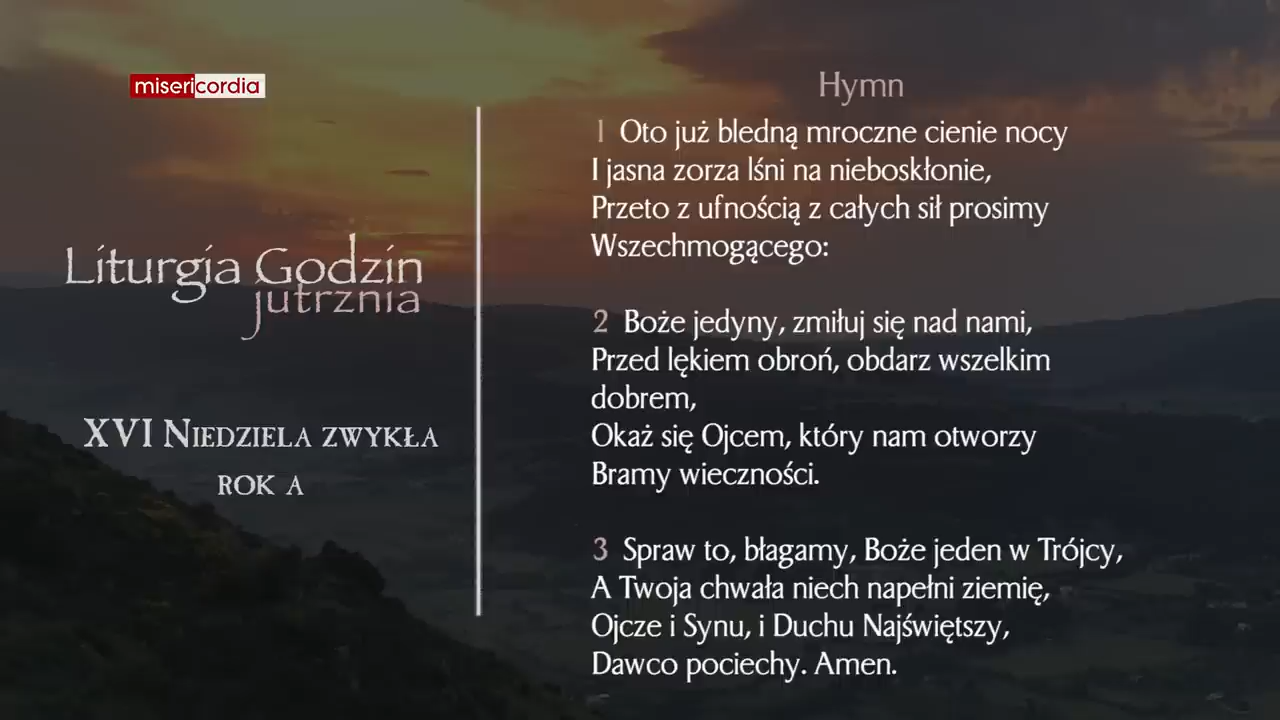 misericordia
Liturgia Godzin
jutrznia
XVI Niedziela zwykła
rok A
Hymn
1 Oto już bledną mroczne cienie nocy
I jasna zorza lśni na nieboskłonie,
Przeto z ufnością z całych sił prosimy
Wszechmogącego:
2 Boże jedyny, zmiłuj się nad nami,
Przed lękiem obroń, obdarz wszelkim
dobrem,
Okaż się Ojcem, który nam otworzy
Bramy wieczności.
3 Spraw to, błagamy, Boże jeden w Trójcy,
A Twoja chwała niech napełni ziemię,
Ojcze i Synu, i Duchu Najświętszy,
Dawco pociechy. Amen.